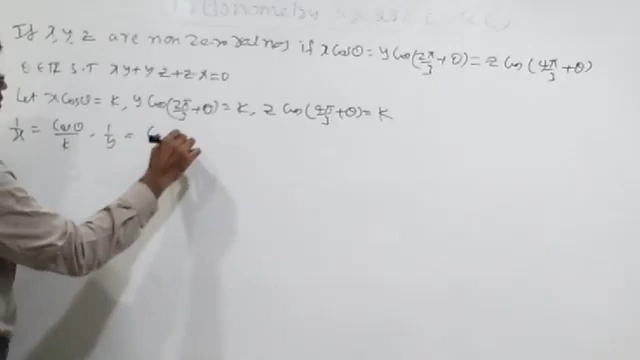 If x, y, z are non zero real nos if x cosθ = y cos(2π/3 + θ) = z cos(4π/3 + θ)
θ ∈ R S.T xy + yz + zx = 0
Let x cosθ = K, y cos(2π/3 + θ) = K, z cos(4π/3 + θ) = K
1/x = cosθ/K . 1/y = C